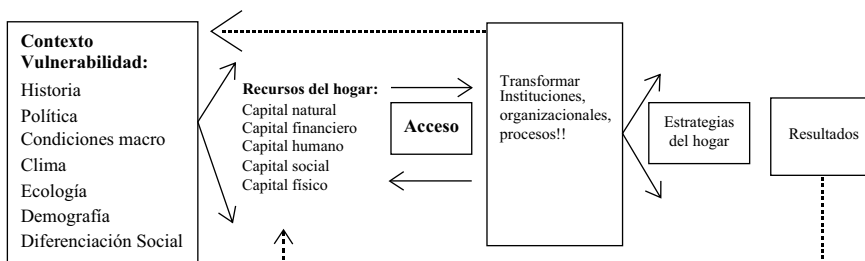 Contexto
Vulnerabilidad:
Historia
Política
Condiciones macro
Clima
Ecología
Demografía
Diferenciación Social
Recursos del hogar:
Capital natural
Capital financiero
Capital humano
Capital social
Capital físico
Acceso
Transformar
Instituciones,
organizacionales,
procesos!!
Estrategias
del hogar
Resultados